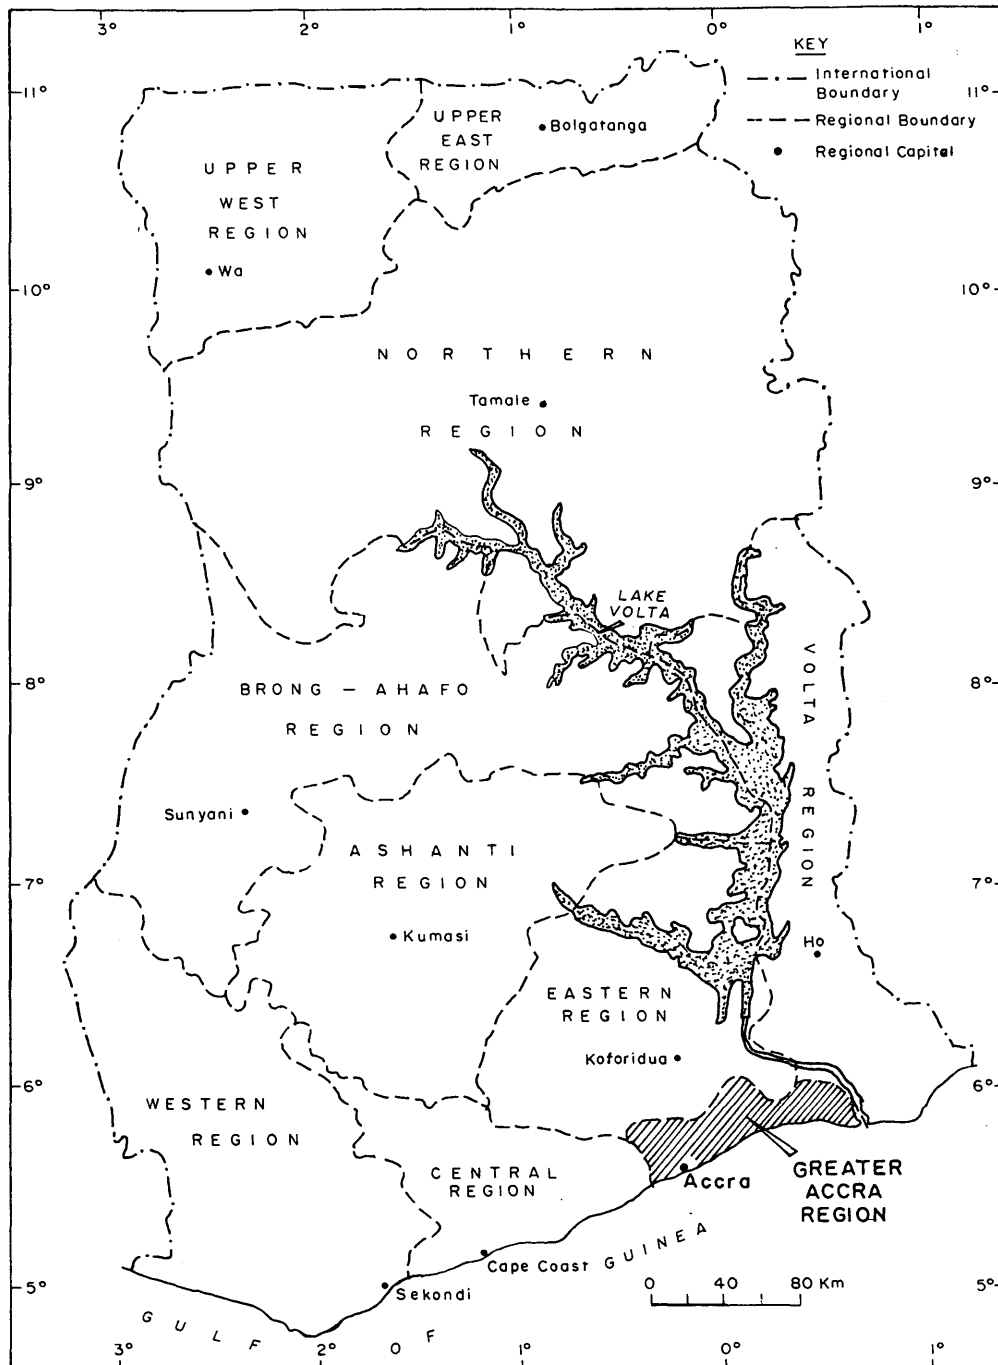 3° 2° 1° 0° 1°
KEY
International
Boundary
Regional Boundary
Regional Capital
11° 11°
UPPER
EAST
REGION
Bolgatanga
UPPER
WEST
REGION
Wa
10° 10°
NORTHERN
Tamale
REGION
9° 9°
LAKE
VOLTA
VOLTA REGION
8° 8°
BRONG – AHAFO
REGION
Sunyani
ASHANTI
REGION
7° 7°
Kumasi
Ho
EASTERN
REGION
Koforidua
6° 6°
WESTERN
REGION
CENTRAL
REGION
Accra
GREATER
ACCRA
REGION
Cape Coast
Sekondi
5° 5°
GULF OF GUINEA
0 40 80 Km
3° 2° 1° 0° 1°